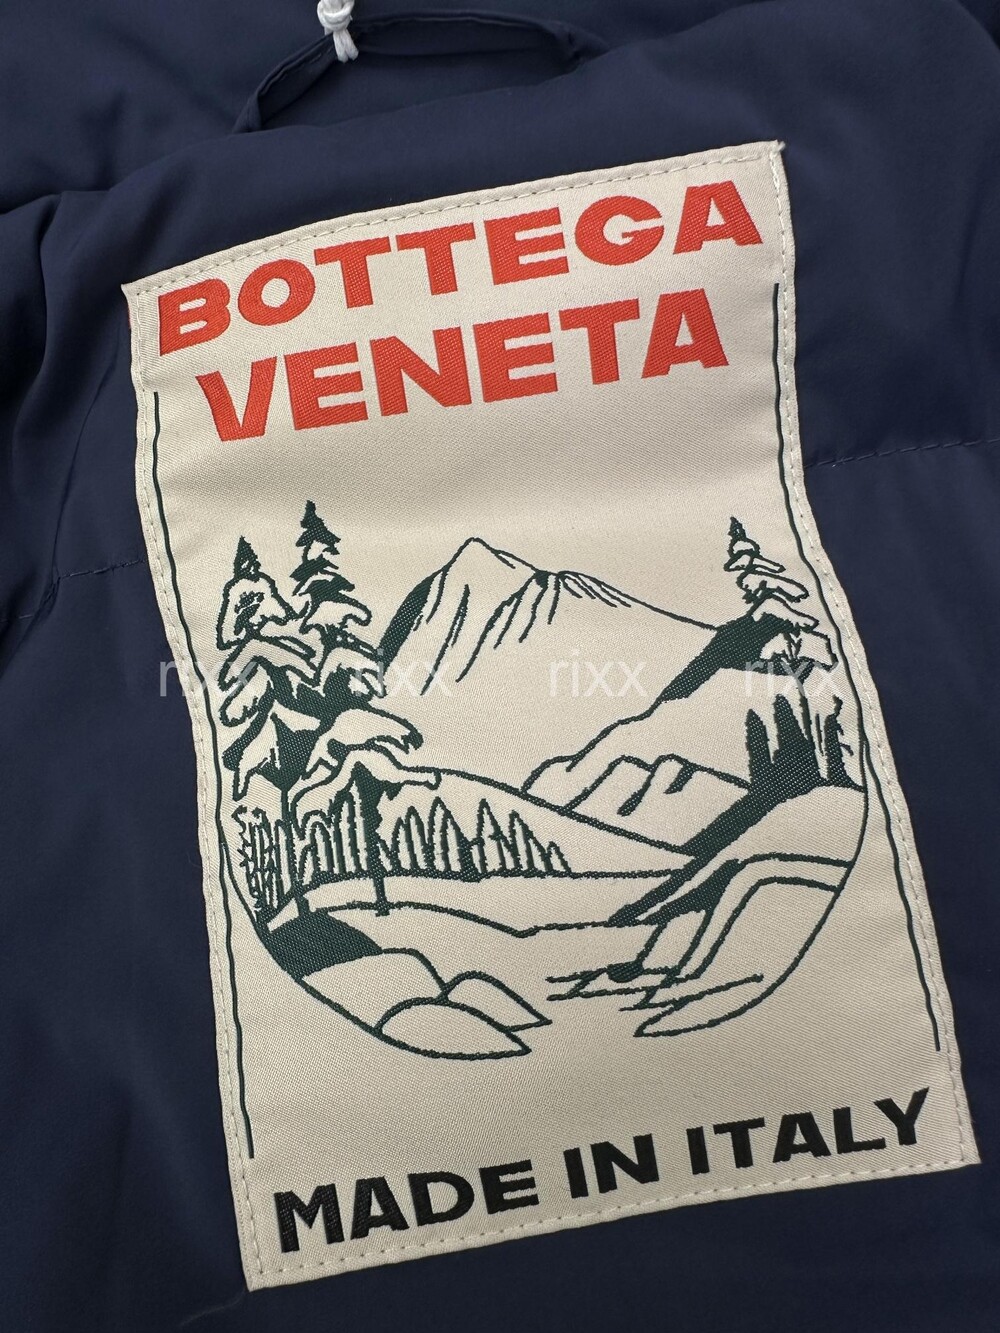 BOTTEGA
VENETA
rixx rixx rixx rixx
MADE IN ITALY